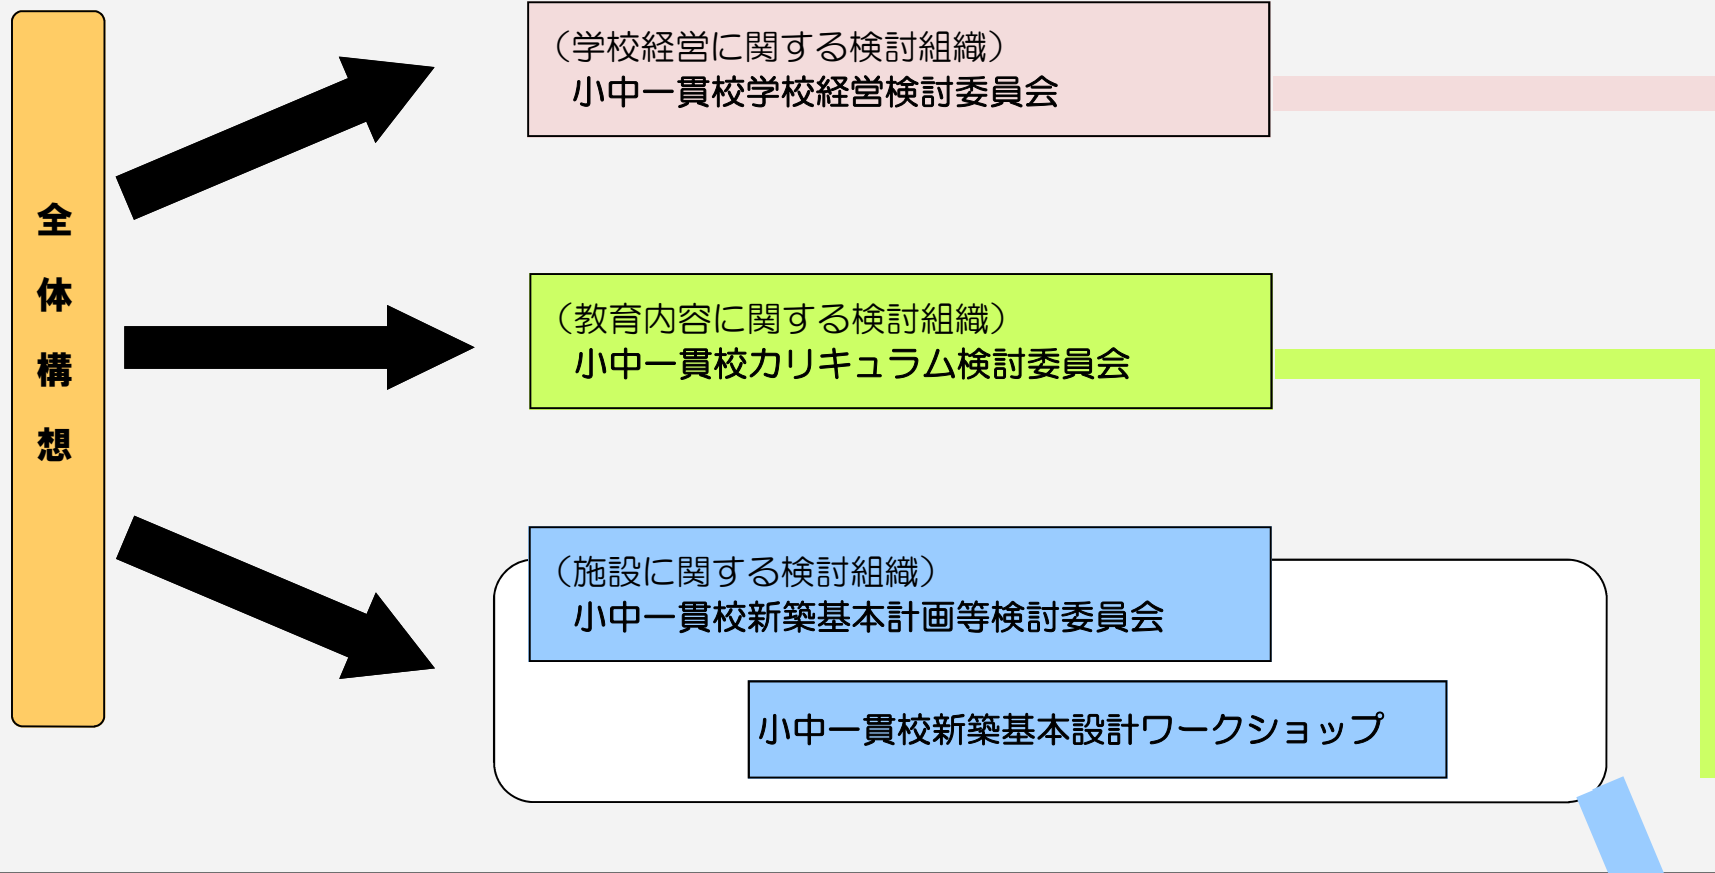 全体構想
（学校経営に関する検討組織）
小中一貫校学校経営検討委員会
（教育内容に関する検討組織）
小中一貫校カリキュラム検討委員会
（施設に関する検討組織）
小中一貫校新築基本計画等検討委員会
小中一貫校新築基本設計ワークショップ